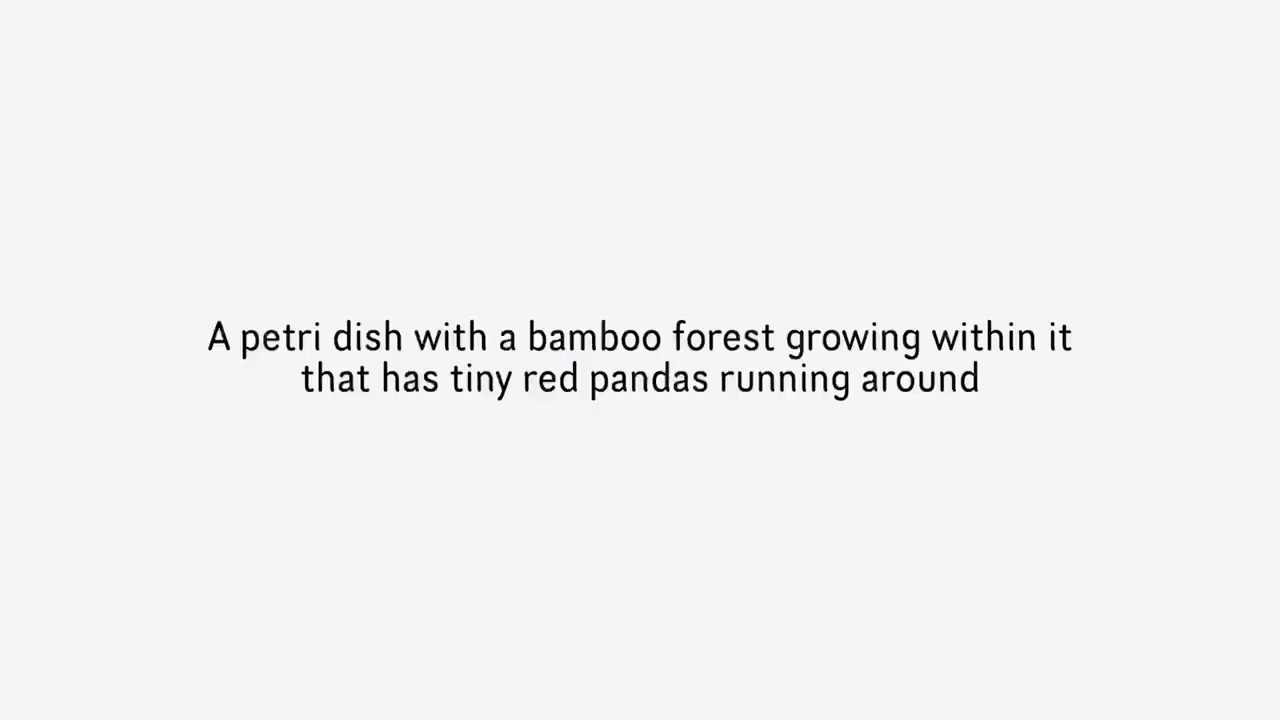 A petri dish with a bamboo forest growing within it
that has tiny red pandas running around